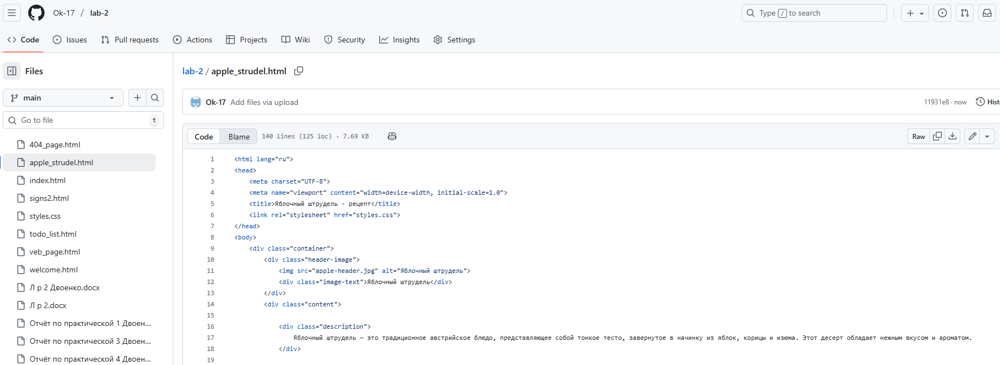 Ok-17 / lab-2
Type / to search
Code Issues Pull requests Actions Projects Wiki Security Insights Settings
Files
main
Go to file t
404_page.html
apple_strudel.html
index.html
signs2.html
styles.css
todo_list.html
veb_page.html
welcome.html
Л р 2 Двоенко.docx
Л р 2.docx
Отчёт по практической 1 Двоен...
Отчёт по практической 3 Двоен...
Отчёт по практической 4 Двоен...
lab-2 / apple_strudel.html
Ok-17 Add files via upload
11931e8 · now Hist
Code Blame 140 lines (125 loc) · 7.69 KB
Raw
1 <html lang="ru">
2 <head>
3 <meta charset="UTF-8">
4 <meta name="viewport" content="width=device-width, initial-scale=1.0">
5 <title>Яблочный штрудель - рецепт</title>
6 <link rel="stylesheet" href="styles.css">
7 </head>
8 <body>
9 <div class="container">
10 <div class="header-image">
11 <img src="apple-header.jpg" alt="Яблочный штрудель">
12 <div class="image-text">Яблочный штрудель</div>
13 </div>
14 <div class="content">
15
16 <div class="description">
17 Яблочный штрудель — это традиционное австрийское блюдо, представляющее собой тонкое тесто, завернутое в начинку из яблок, корицы и изюма. Этот десерт обладает нежным вкусом и ароматом.
18 </div>
19